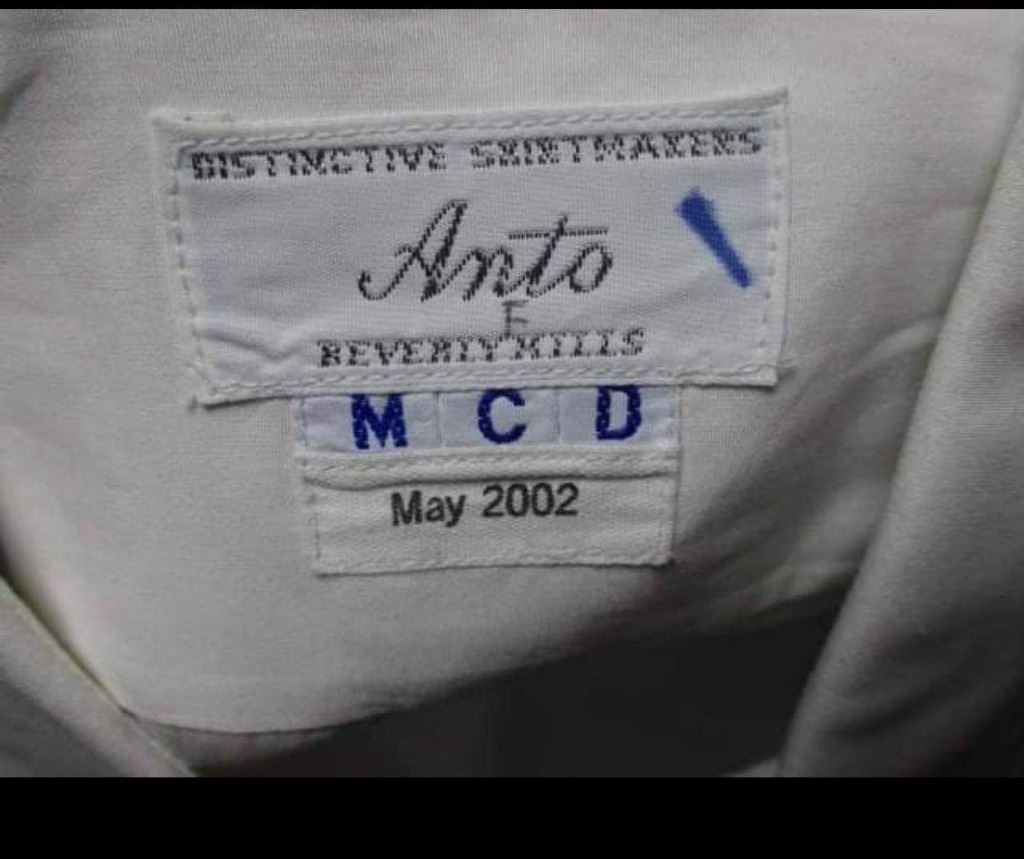 DISTINCTIVE SHIRTMAKERS
Anto
F
BEVERLY HILLS
M C D
May 2002